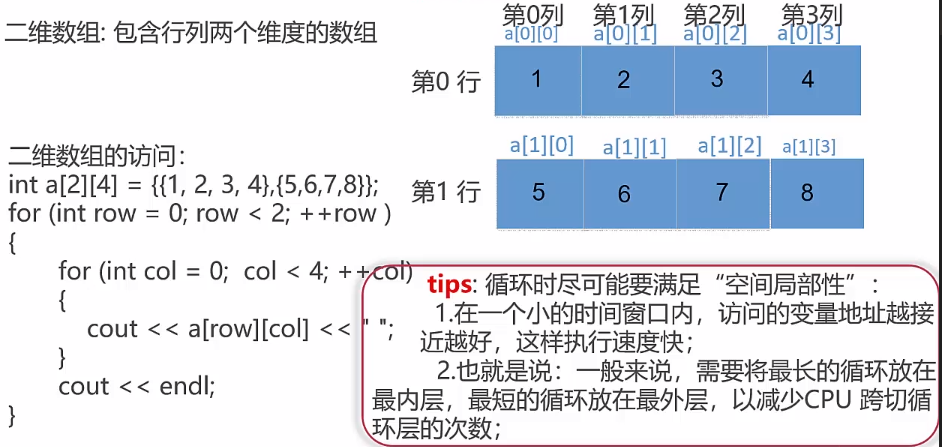 二维数组: 包含行列两个维度的数组
第0列 第1列 第2列 第3列
a[0][0] a[0][1] a[0][2] a[0][3]
第0 行 1 2 3 4
a[1][0] a[1][1] a[1][2] a[1][3]
第1 行 5 6 7 8
二维数组的访问：
int a[2][4] = {{1, 2, 3, 4},{5,6,7,8}};
for (int row = 0; row < 2; ++row )
{
for (int col = 0; col < 4; ++col)
{
cout << a[row][col] << " ";
}
cout << endl;
}
tips: 循环时尽可能要满足“空间局部性”：
1.在一个小的时间窗口内，访问的变量地址越接
近越好，这样执行速度快；
2.也就是说：一般来说，需要将最长的循环放在
最内层，最短的循环放在最外层，以减少CPU 跨切循
环层的次数；